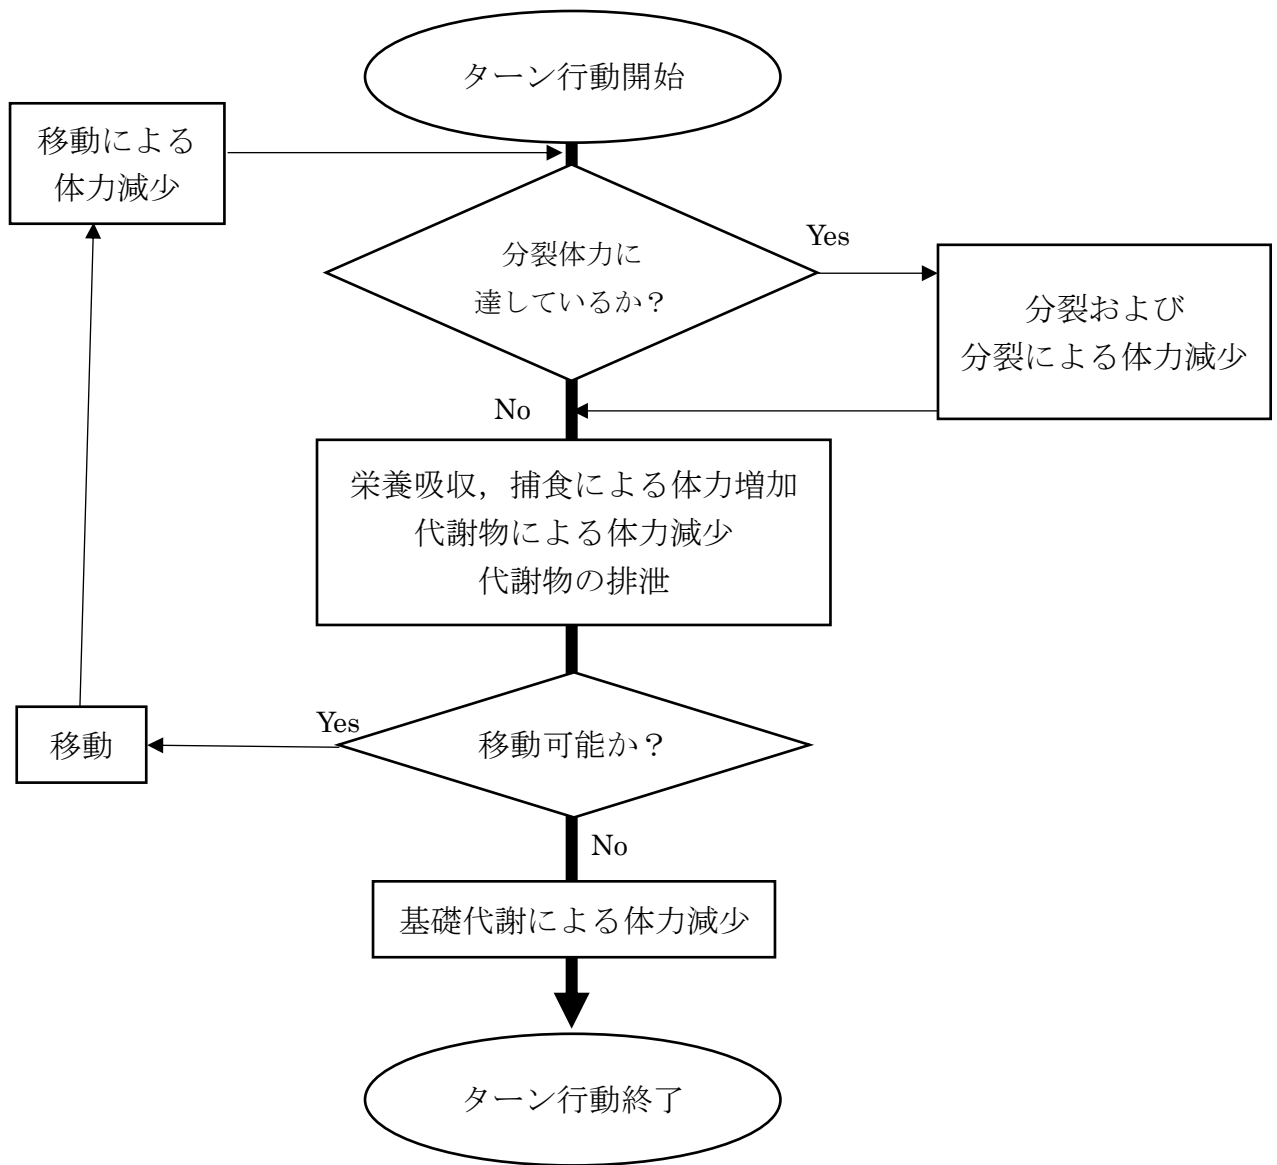 ターン行動開始
移動による
体力減少
分裂体力に
達しているか？
Yes
分裂および
分裂による体力減少
No
栄養吸収，捕食による体力増加
代謝物による体力減少
代謝物の排泄
Yes
移動
移動可能か？
No
基礎代謝による体力減少
ターン行動終了